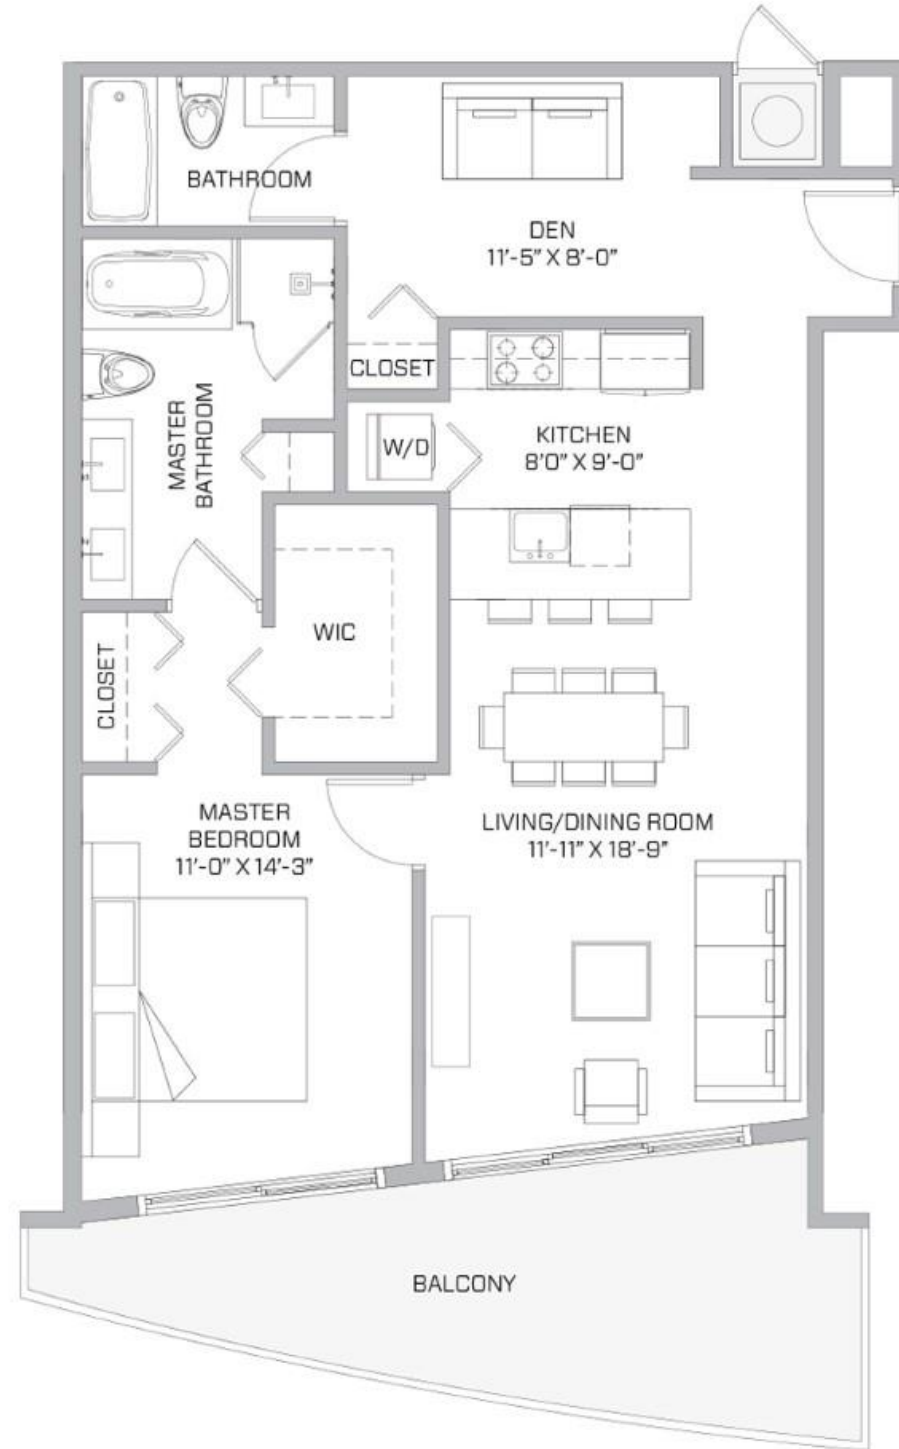 BATHROOM
DEN
11'-5" X 8'-0"
CLOSET
KITCHEN
8'0" X 9'-0"
W/D
MASTER
BATHROOM
WIC
CLOSET
MASTER
BEDROOM
11'-0" X 14'-3"
LIVING/DINING ROOM
11'-11" X 18'-9"
BALCONY